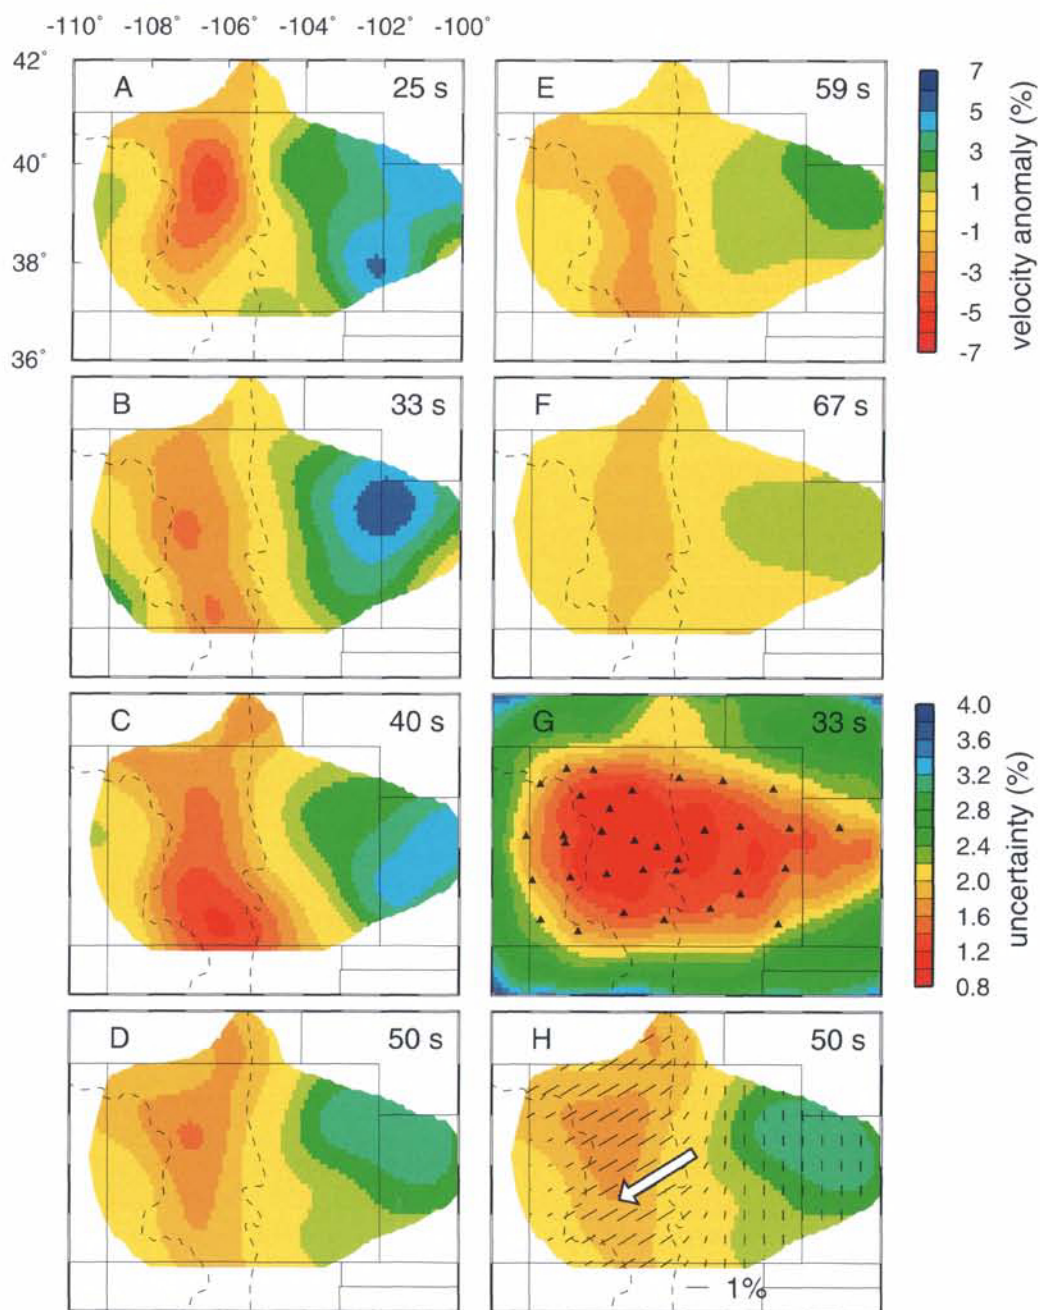 -110° -108° -106° -104° -102° -100°
42°
40°
38°
36°
A 25 s
E 59 s
7
5
3
1
-1
-3
-5
-7
velocity anomaly (%)
B 33 s
F 67 s
C 40 s
G 33 s
4.0
3.6
3.2
2.8
2.4
2.0
1.6
1.2
0.8
uncertainty (%)
D 50 s
H 50 s
1%